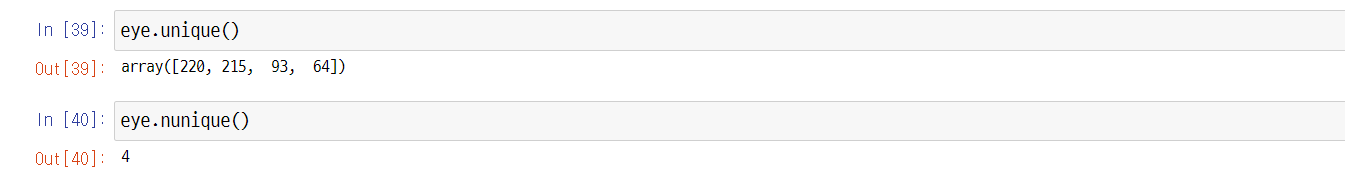 In [39]: eye.unique()
Out[39]: array([220, 215,  93,  64])
In [40]: eye.nunique()
Out[40]: 4